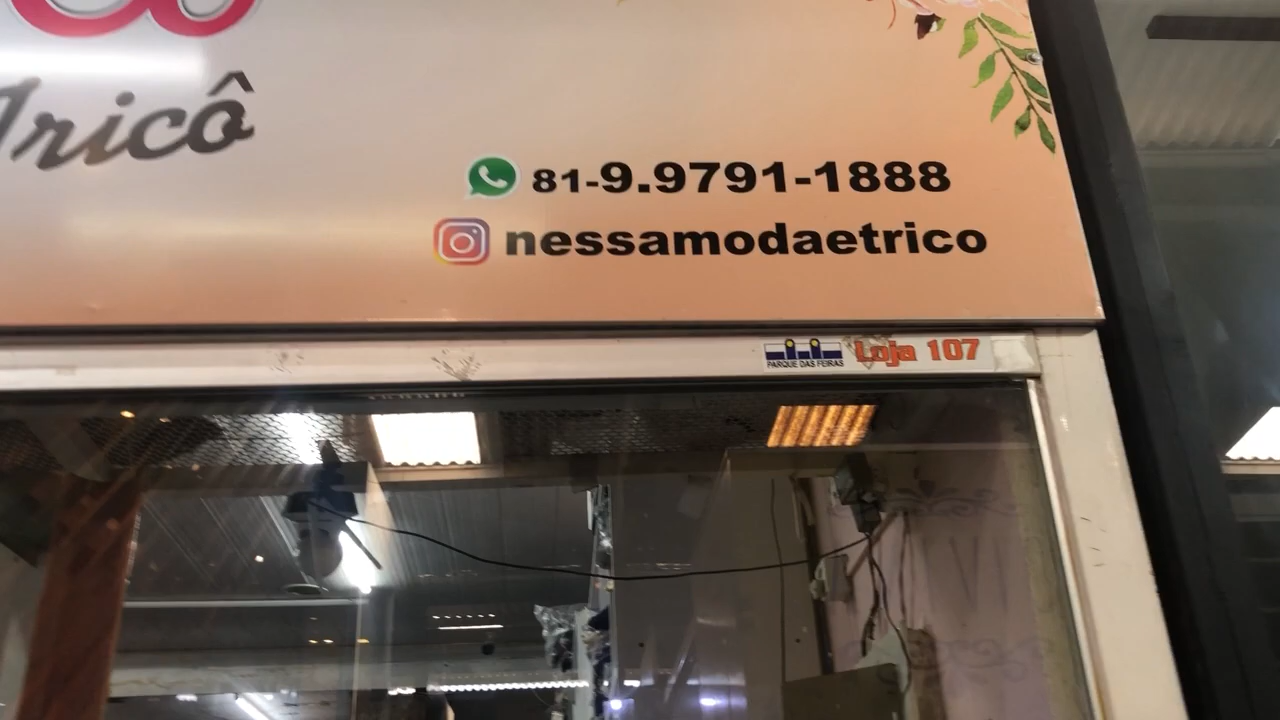 Tricô
81-9.9791-1888
nessamodaetrico
PARQUE DAS FEIRAS
Loja 107